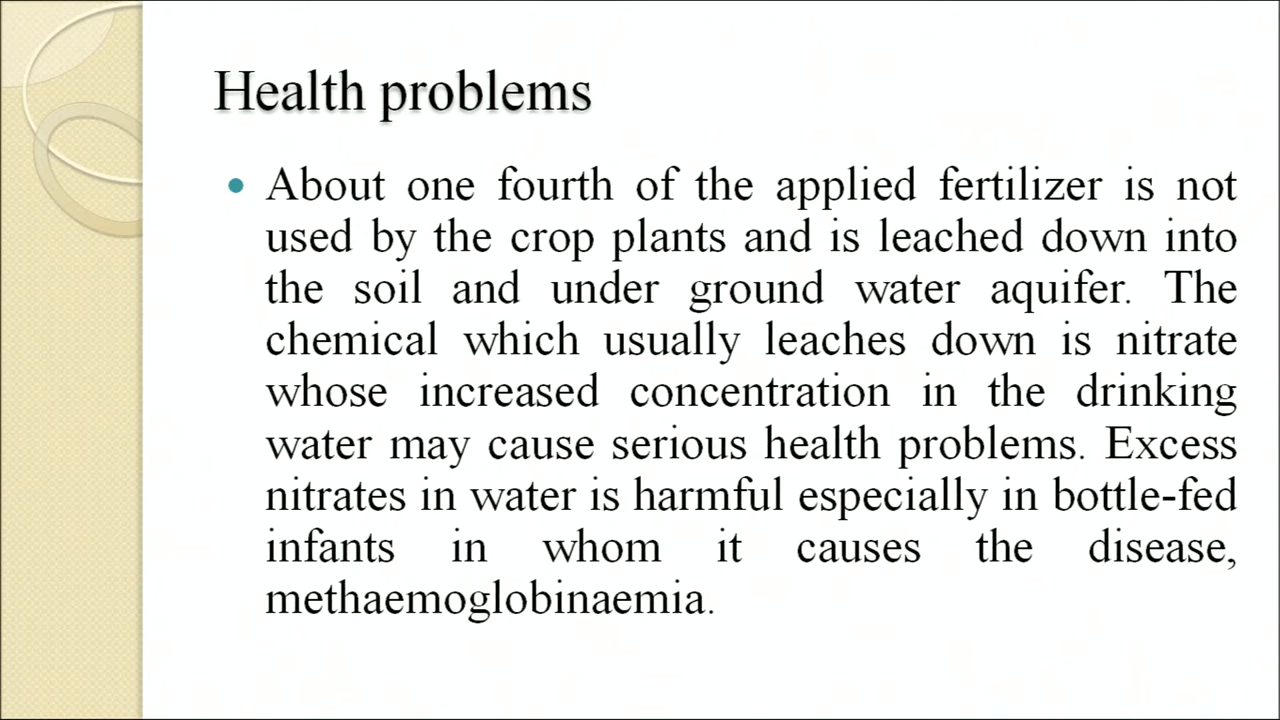 Health problems
• About one fourth of the applied fertilizer is not
used by the crop plants and is leached down into
the soil and under ground water aquifer. The
chemical which usually leaches down is nitrate
whose increased concentration in the drinking
water may cause serious health problems. Excess
nitrates in water is harmful especially in bottle-fed
infants in whom it causes the disease,
methaemoglobinaemia.